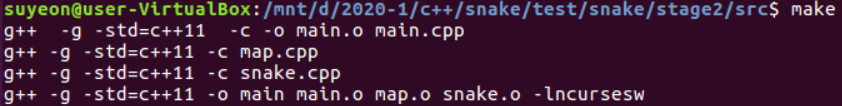 suyeon@user-VirtualBox:/mnt/d/2020-1/c++/snake/test/snake/stage2/src$ make
g++  -g -std=c++11  -c -o main.o main.cpp
g++ -g -std=c++11 -c map.cpp
g++ -g -std=c++11 -c snake.cpp
g++ -g -std=c++11 -o main main.o map.o snake.o -lncursesw